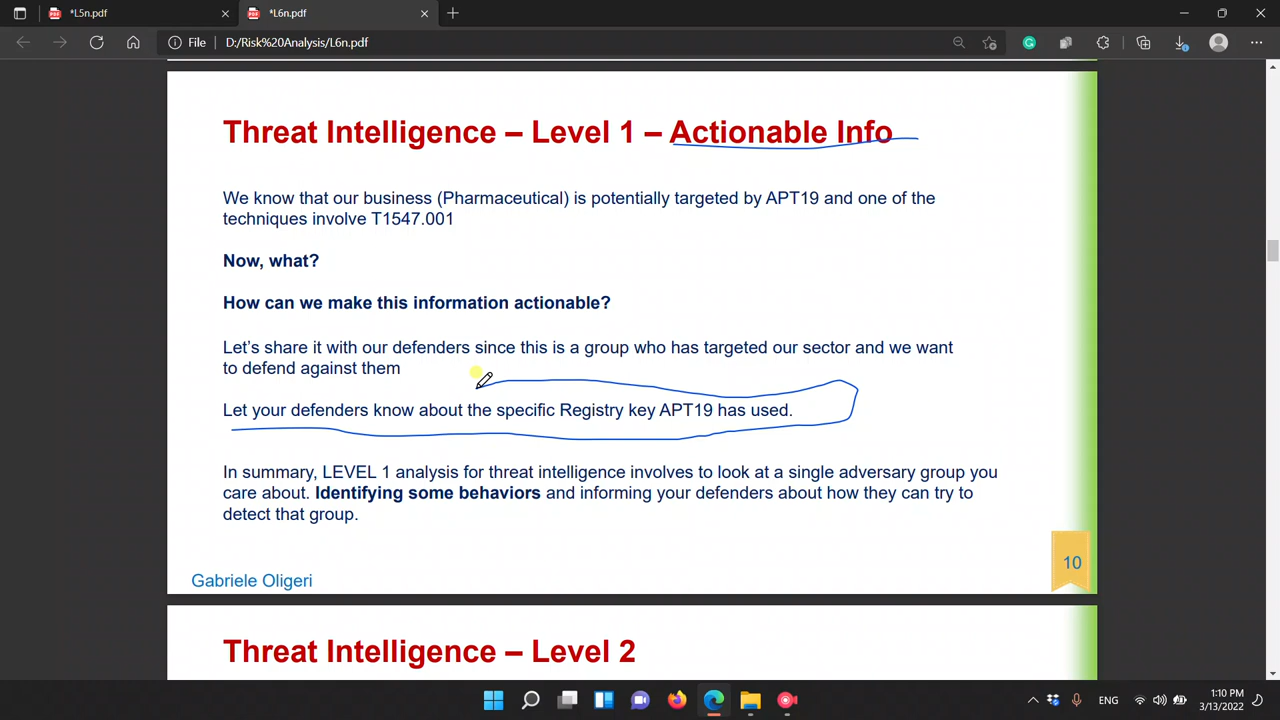 *L5n.pdf
*L6n.pdf
File
D:/Risk%20Analysis/L6n.pdf
Threat Intelligence – Level 1 – Actionable Info
We know that our business (Pharmaceutical) is potentially targeted by APT19 and one of the
techniques involve T1547.001
Now, what?
How can we make this information actionable?
Let's share it with our defenders since this is a group who has targeted our sector and we want
to defend against them
Let your defenders know about the specific Registry key APT19 has used.
In summary, LEVEL 1 analysis for threat intelligence involves to look at a single adversary group you
care about. Identifying some behaviors and informing your defenders about how they can try to
detect that group.
10
Gabriele Oligeri
Threat Intelligence – Level 2
ENG
1:10 PM
3/13/2022